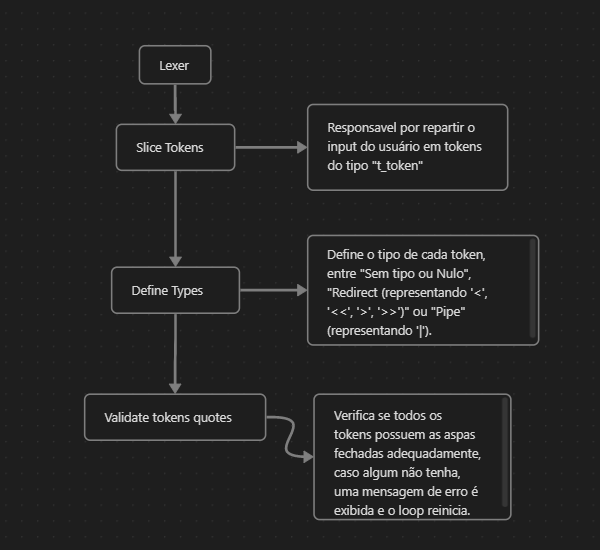 Lexer
Slice Tokens
Responsavel por repartir o
input do usuário em tokens
do tipo "t_token"
Define Types
Define o tipo de cada token,
entre "Sem tipo ou Nulo",
"Redirect (representando '<',
'<<', '>', '>>')" ou "Pipe"
(representando '|').
Validate tokens quotes
Verifica se todos os
tokens possuem as aspas
fechadas adequadamente,
caso algum não tenha,
uma mensagem de erro é
exibida e o loop reinicia.